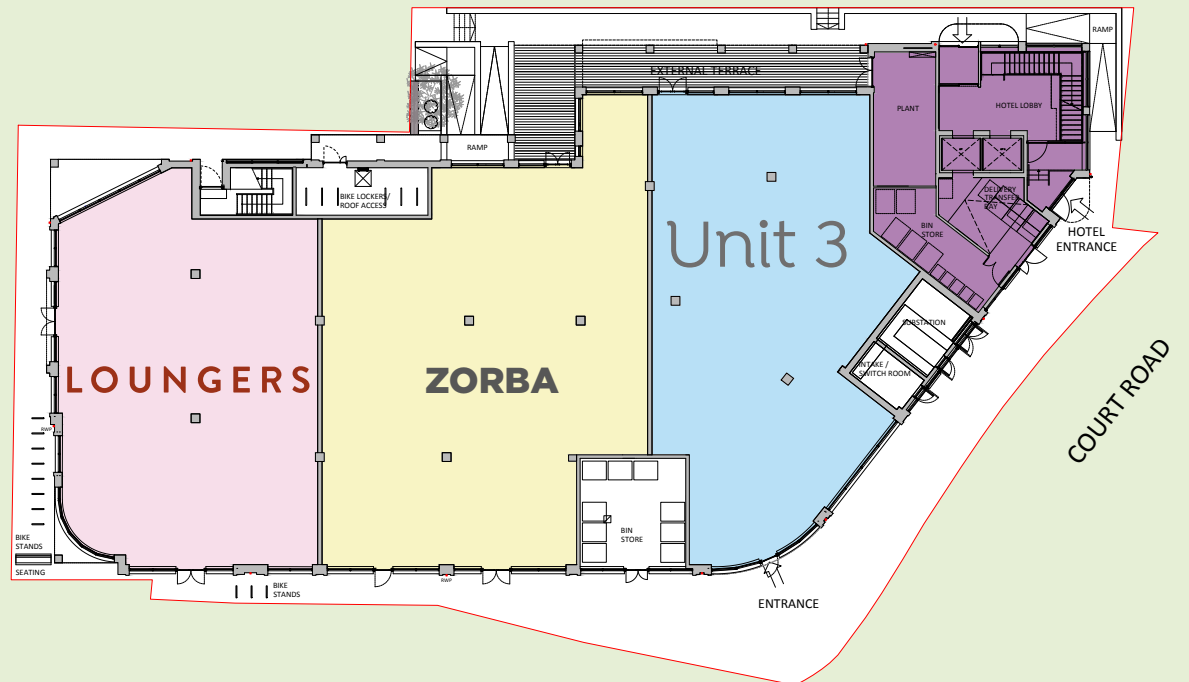 RAMP
EXTERNAL TERRACE
PLANT
HOTEL LOBBY
RAMP
BIKE LOCKERS/
ROOF ACCESS
DELIVERY
TRANSFER
BAY
BIN
STORE
HOTEL
ENTRANCE
Unit 3
SUBSTATION
INTAKE /
SWITCH ROOM
LOUNGERS
ZORBA
COURT ROAD
RWP
BIN
STORE
BIKE
STANDS
SEATING
BIKE
STANDS
RWP
ENTRANCE